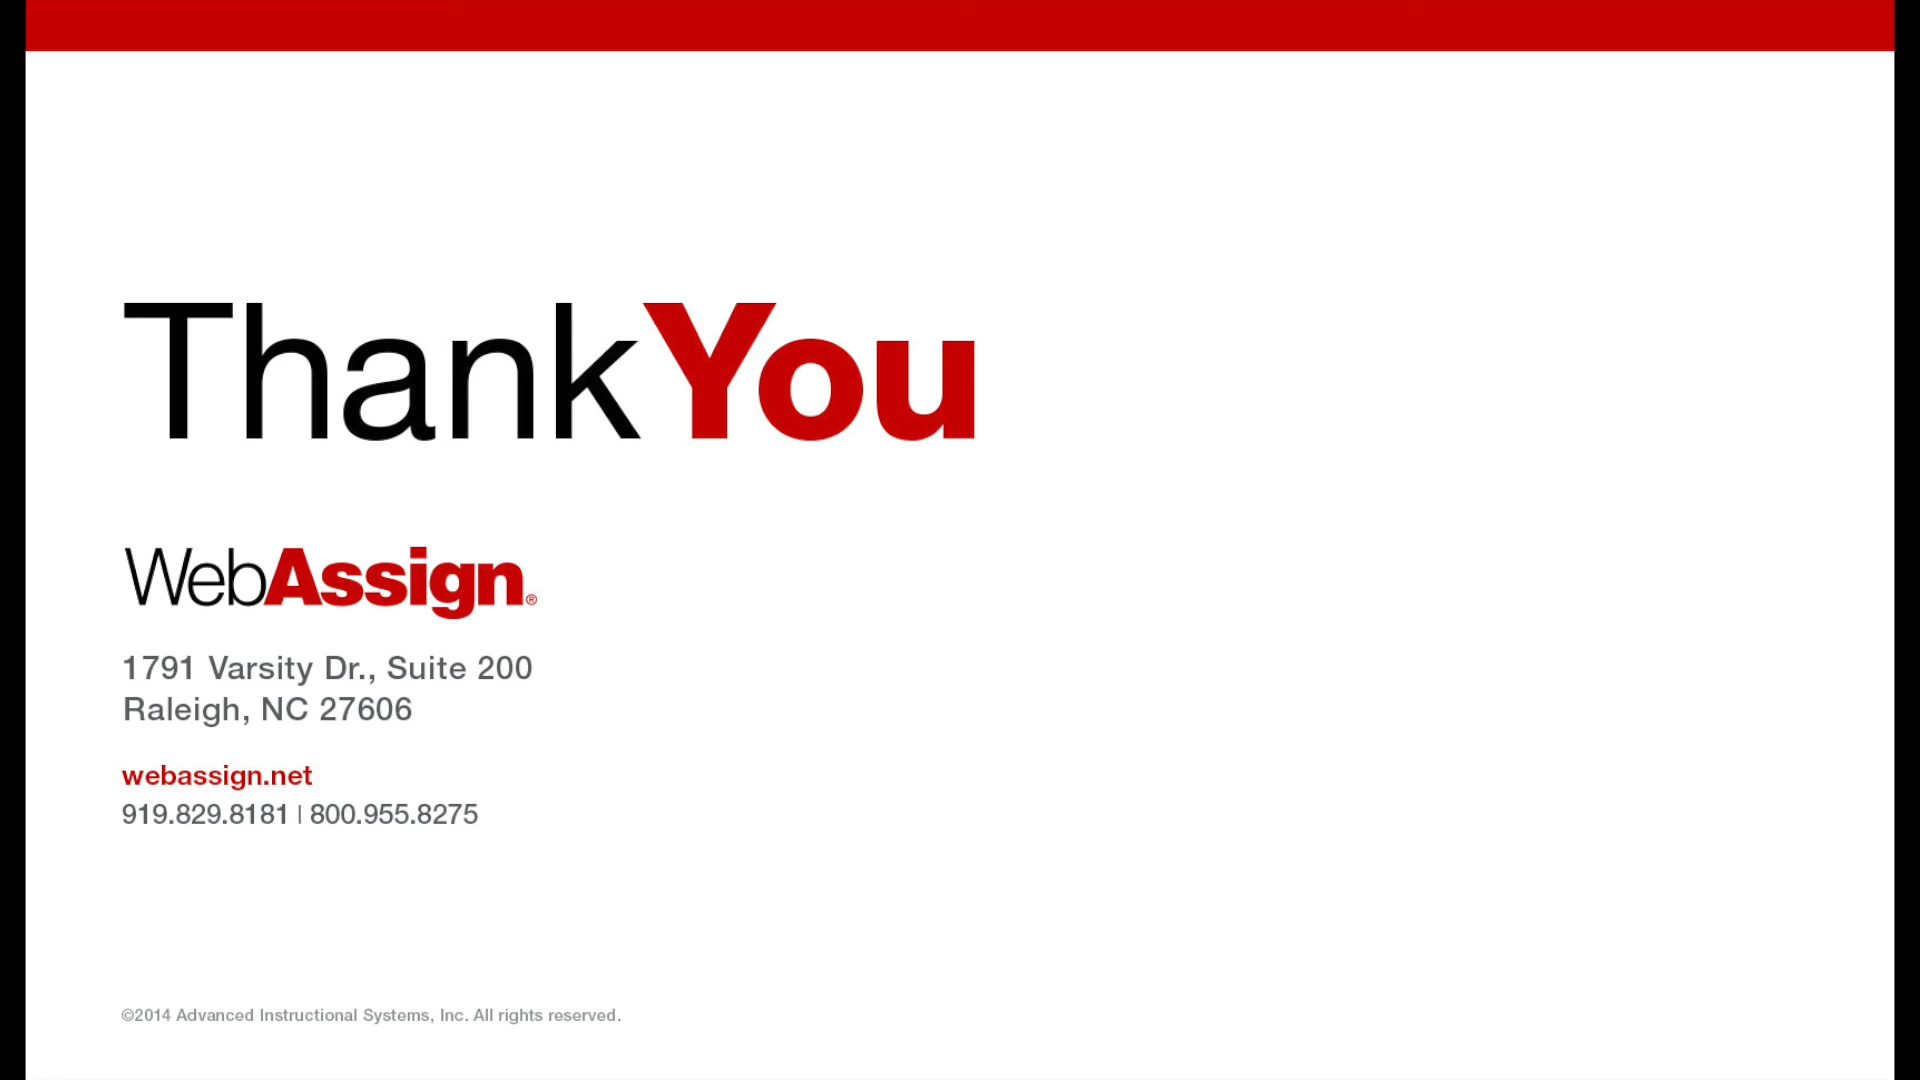 ThankYou
WebAssign®
1791 Varsity Dr., Suite 200
Raleigh, NC 27606
webassign.net
919.829.8181 | 800.955.8275
©2014 Advanced Instructional Systems, Inc. All rights reserved.